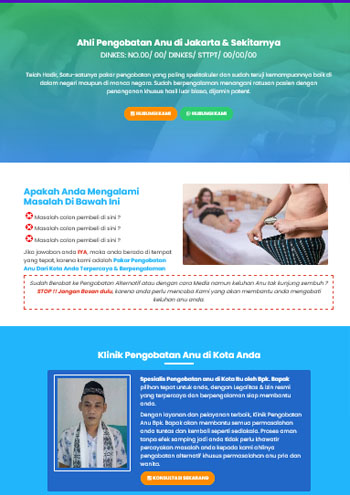 Ahli Pengobatan Anu di Jakarta & Sekitarnya
DINKES: NO.00/ 00/ DINKES/ STTPT/ 00/00/00
Telah Hadir, Satu-satunya pakar pengobatan yang paling spektakuler dan sudah teruji kemampuannya baik di
dalam negeri maupun di manca negara. Sudah berpengalaman menangani ratusan pasien dengan
penanganan khusus hasil luar biasa, dijamin paten.
HUBUNGI KAMI
HUBUNGI KAMI
Apakah Anda Mengalami
Masalah Di Bawah Ini
Masalah calon pembeli di sini ?
Masalah calon pembeli di sini ?
Masalah calon pembeli di sini ?
Jika jawaban anda IYA, maka anda berada di tempat
yang tepat, karena kami adalah Pakar Pengobatan
Anu Dari Kota Anda Terpercaya & Berpengalaman
Sudah Berobat ke Pengobatan Alternatif atau dengan cara Medis namun keluhan Anu tak kunjung sembuh ?
STOP !! Jangan Bosan dulu, karena anda perlu mencoba Kami yang akan membantu anda mengobati
keluhan anu anda.
Klinik Pengobatan Anu di Kota Anda
Spesialis Pengobatan anu di Kota Itu oleh Bpk. Bapak
pilihan tepat untuk anda, dengan Legalitas & Izin resmi
yang terpercaya dan berpengalaman siap membantu
anda.
Dengan layanan dan pelayanan terbaik, Klinik Pengobatan
Anu Bpk. Bapak akan membantu semua permasalahan
anda tuntas dan kembali seperti sediakala. Proses aman
tanpa efek samping jadi anda tidak perlu khawatir
percayakan masalah anda kepada kami ahlinya
pengobatan alternatif khusus permasalahan anu pria dan
wanita.
KONSULTASI SEKARANG